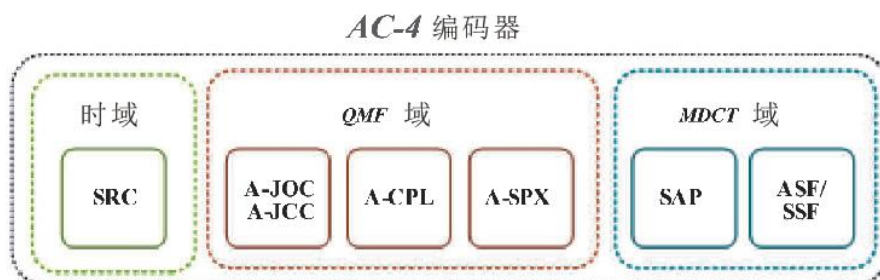 AC-4 编码器
时域
QMF 域
MDCT 域
SRC
A-JOC
A-JCC
A-CPL
A-SPX
SAP
ASF/
SSF